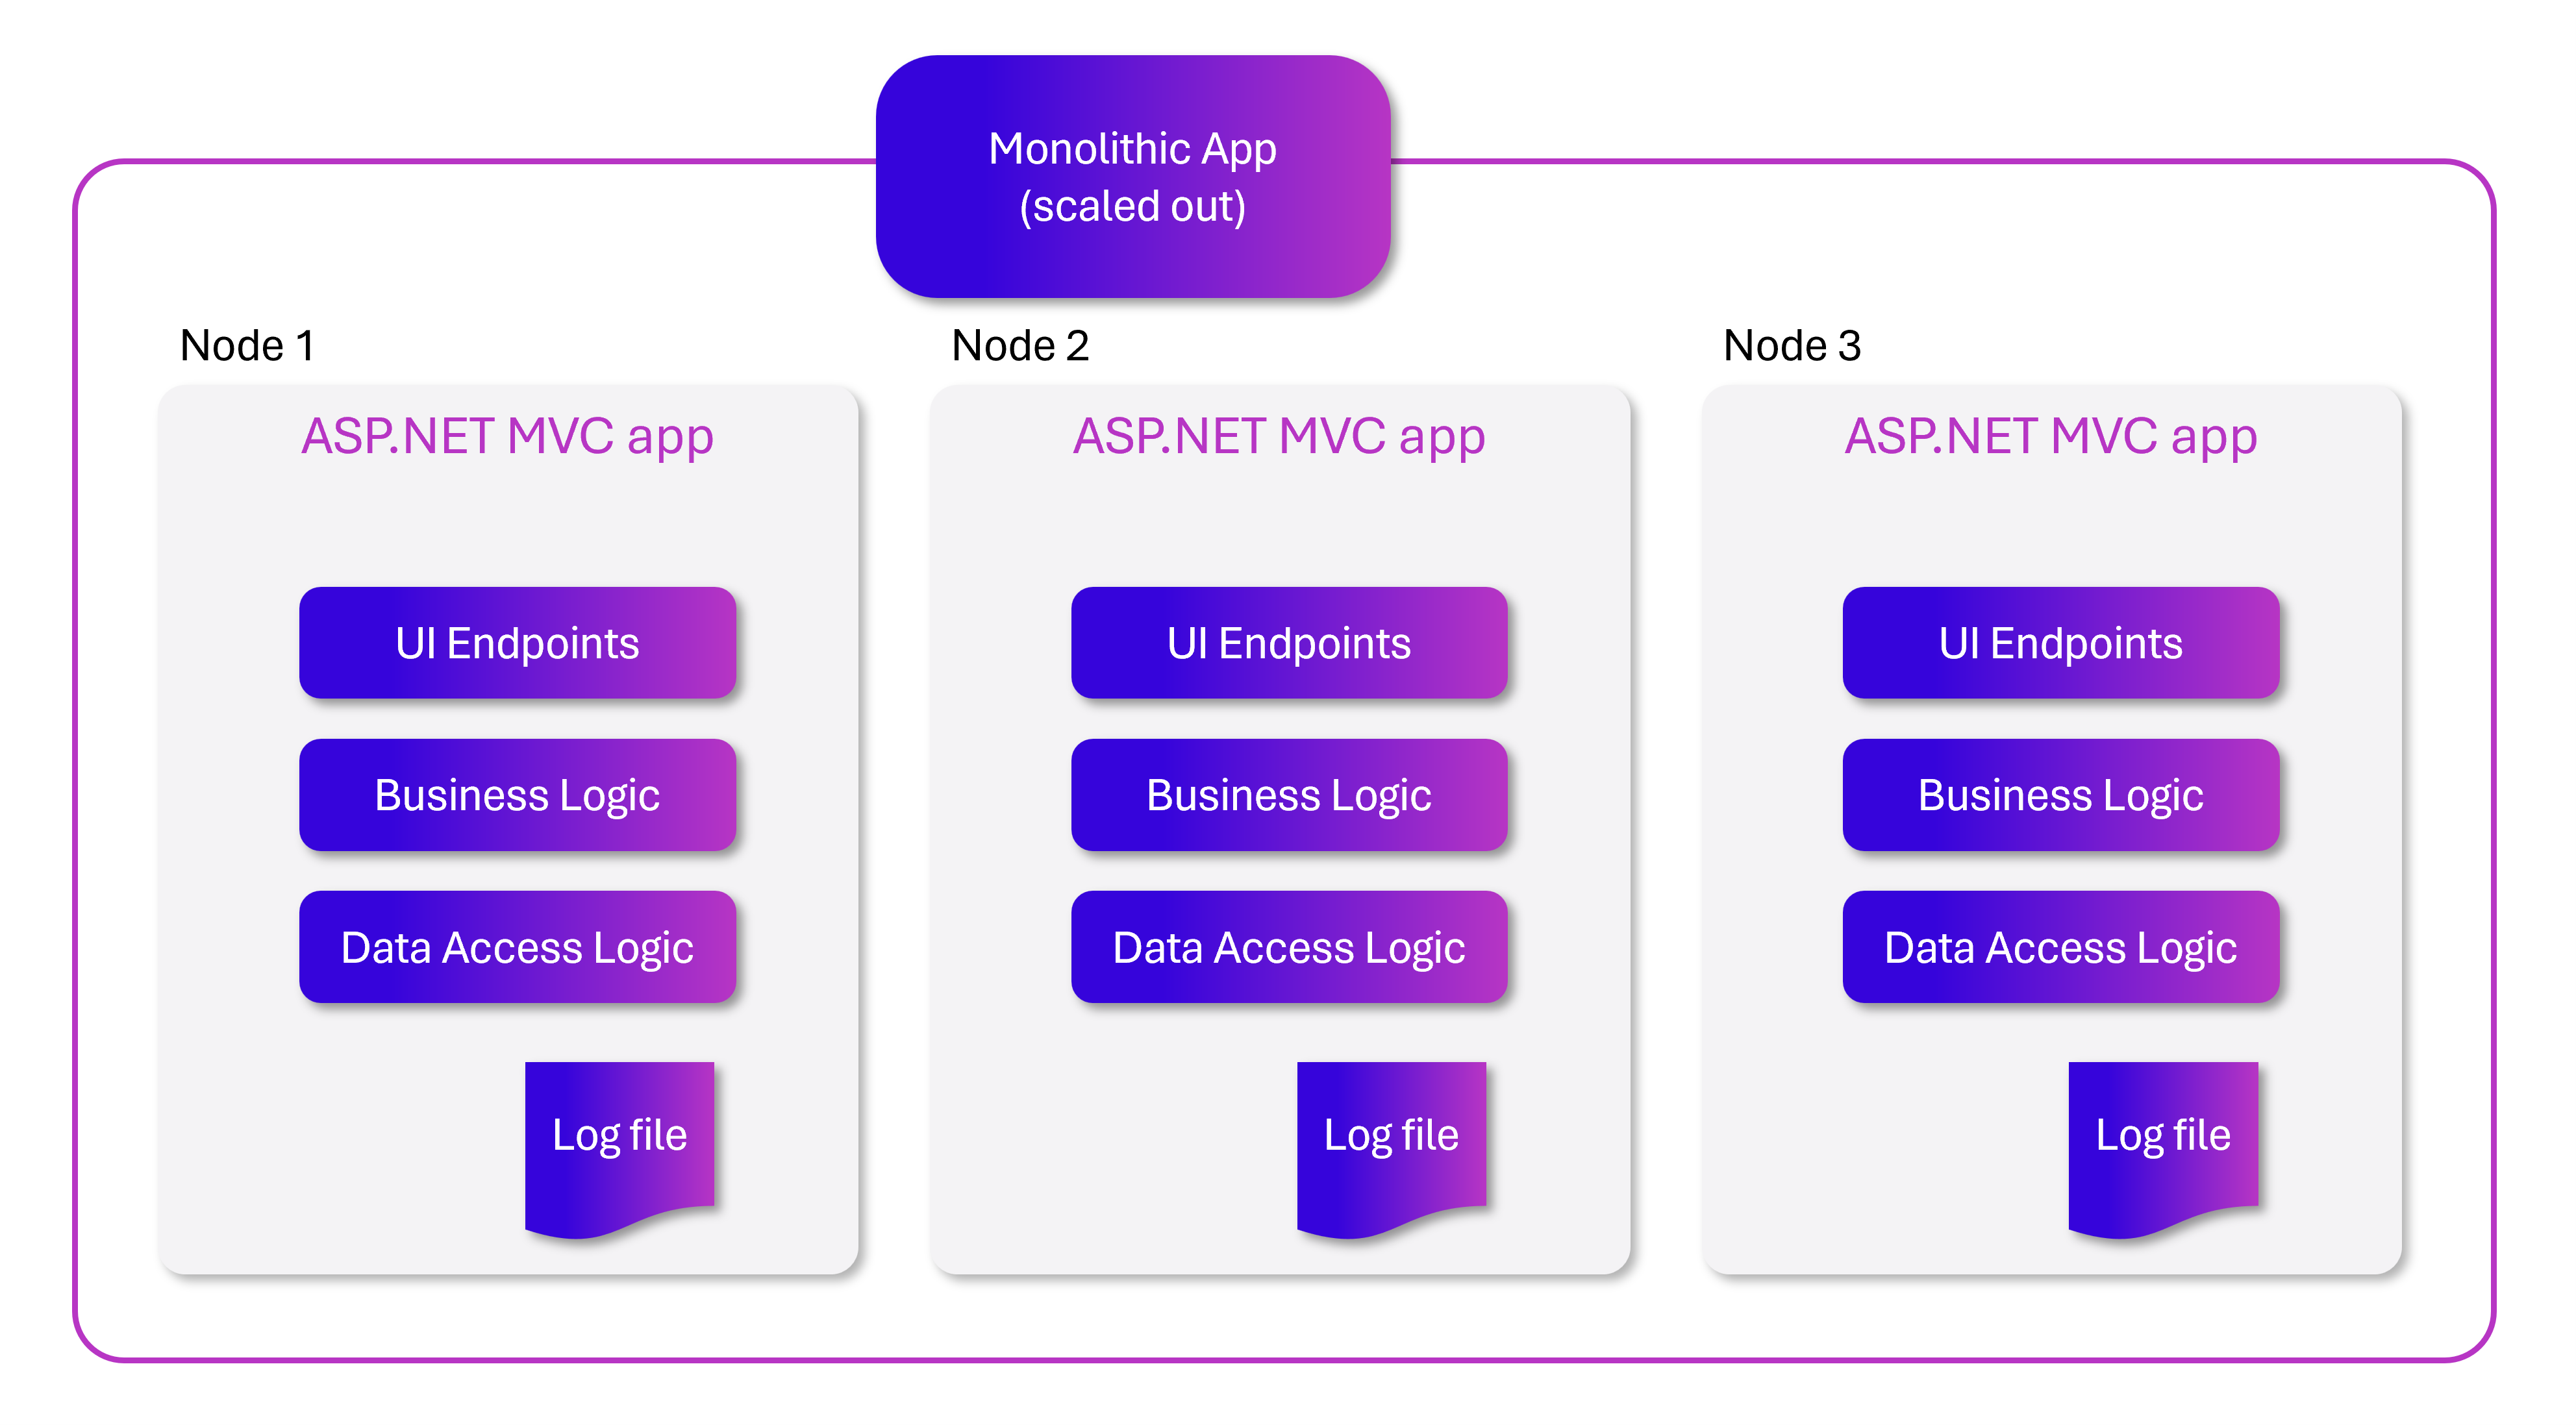 Monolithic App
(scaled out)
Node 1
ASP.NET MVC app
UI Endpoints
Business Logic
Data Access Logic
Log file
Node 2
ASP.NET MVC app
UI Endpoints
Business Logic
Data Access Logic
Log file
Node 3
ASP.NET MVC app
UI Endpoints
Business Logic
Data Access Logic
Log file